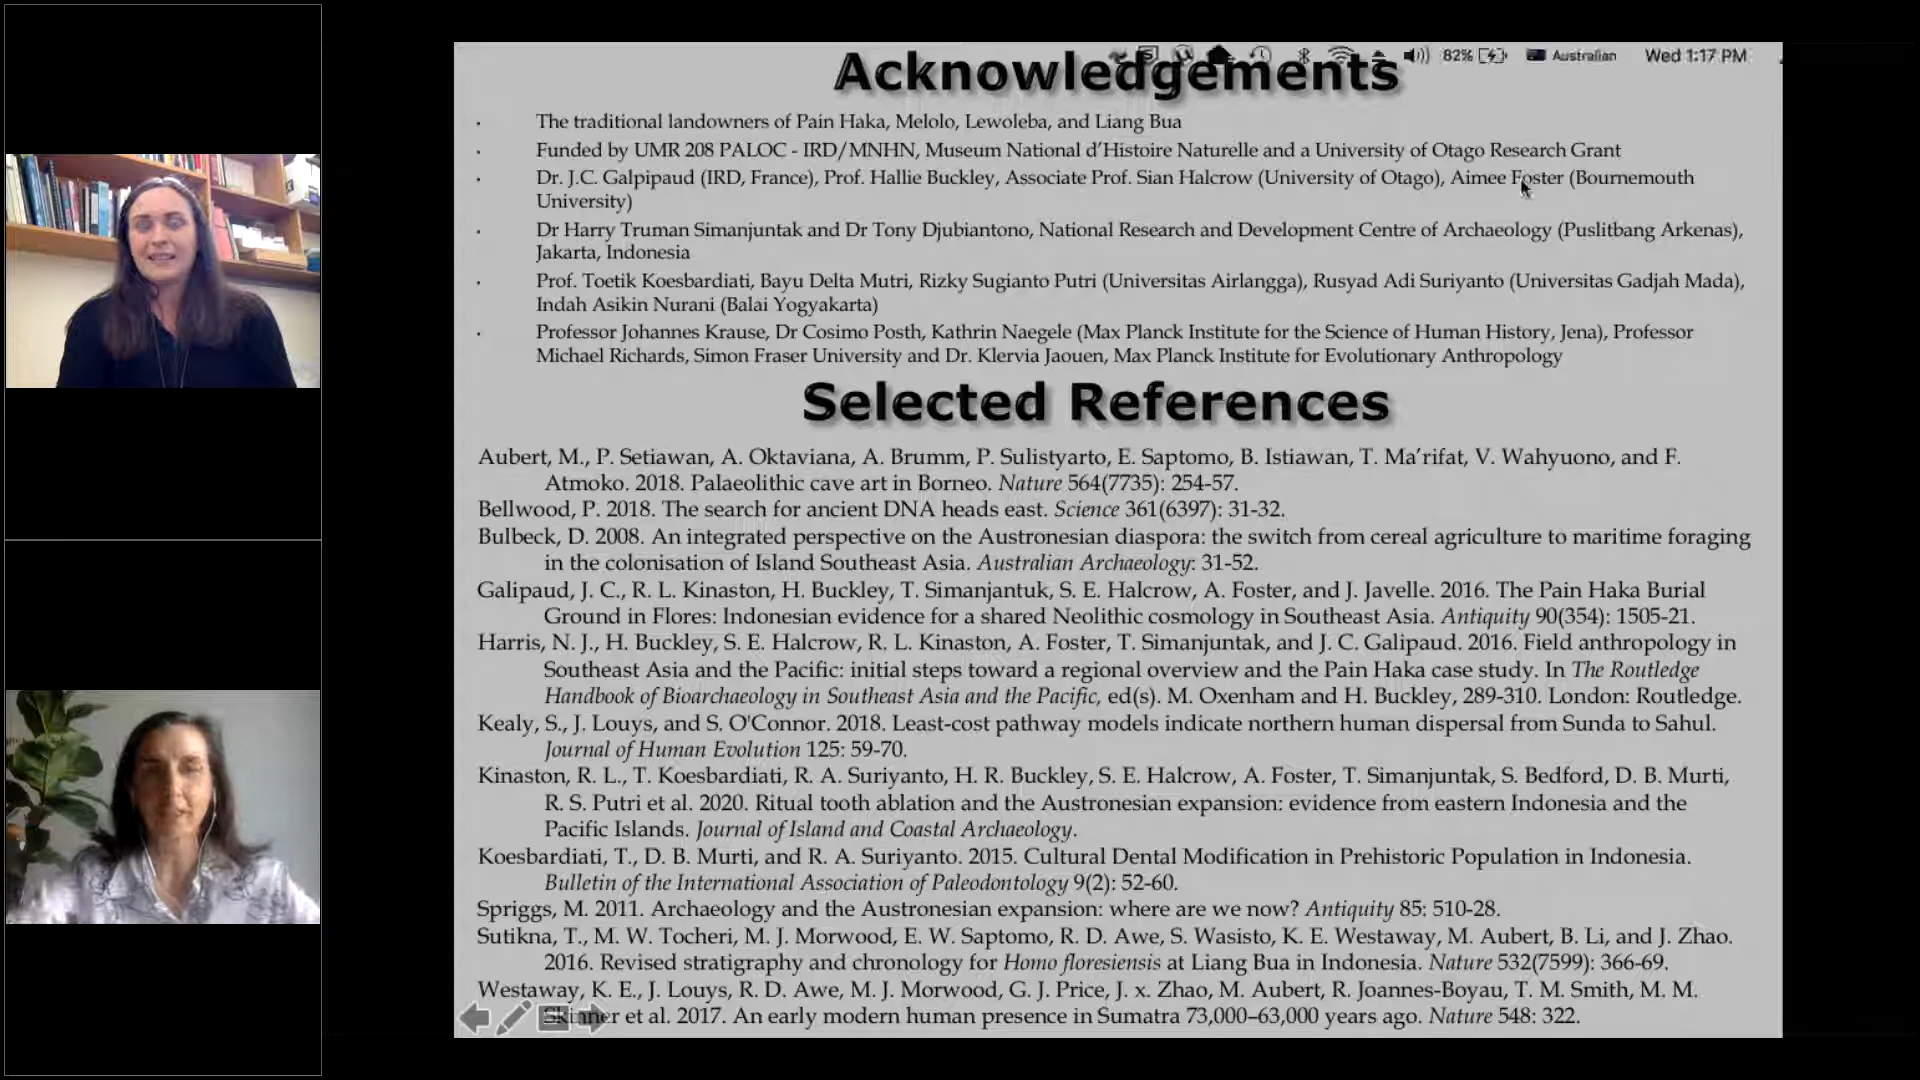 82% Australian Wed 1:17 PM
Acknowledgements
· The traditional landowners of Pain Haka, Melolo, Lewoleba, and Liang Bua
· Funded by UMR 208 PALOC - IRD/MNHN, Museum National d’Histoire Naturelle and a University of Otago Research Grant
· Dr. J.C. Galpipaud (IRD, France), Prof. Hallie Buckley, Associate Prof. Sian Halcrow (University of Otago), Aimee Foster (Bournemouth
University)
· Dr Harry Truman Simanjuntak and Dr Tony Djubiantono, National Research and Development Centre of Archaeology (Puslitbang Arkenas),
Jakarta, Indonesia
· Prof. Toetik Koesbardiati, Bayu Delta Mutri, Rizky Sugianto Putri (Universitas Airlangga), Rusyad Adi Suriyanto (Universitas Gadjah Mada),
Indah Asikin Nurani (Balai Yogyakarta)
· Professor Johannes Krause, Dr Cosimo Posth, Kathrin Naegele (Max Planck Institute for the Science of Human History, Jena), Professor
Michael Richards, Simon Fraser University and Dr. Klervia Jaouen, Max Planck Institute for Evolutionary Anthropology
Selected References
Aubert, M., P. Setiawan, A. Oktaviana, A. Brumm, P. Sulistyarto, E. Saptomo, B. Istiawan, T. Ma’rifat, V. Wahyuono, and F.
Atmoko. 2018. Palaeolithic cave art in Borneo. Nature 564(7735): 254-57.
Bellwood, P. 2018. The search for ancient DNA heads east. Science 361(6397): 31-32.
Bulbeck, D. 2008. An integrated perspective on the Austronesian diaspora: the switch from cereal agriculture to maritime foraging
in the colonisation of Island Southeast Asia. Australian Archaeology: 31-52.
Galipaud, J. C., R. L. Kinaston, H. Buckley, T. Simanjantuk, S. E. Halcrow, A. Foster, and J. Javelle. 2016. The Pain Haka Burial
Ground in Flores: Indonesian evidence for a shared Neolithic cosmology in Southeast Asia. Antiquity 90(354): 1505-21.
Harris, N. J., H. Buckley, S. E. Halcrow, R. L. Kinaston, A. Foster, T. Simanjuntak, and J. C. Galipaud. 2016. Field anthropology in
Southeast Asia and the Pacific: initial steps toward a regional overview and the Pain Haka case study. In The Routledge
Handbook of Bioarchaeology in Southeast Asia and the Pacific, ed(s). M. Oxenham and H. Buckley, 289-310. London: Routledge.
Kealy, S., J. Louys, and S. O'Connor. 2018. Least-cost pathway models indicate northern human dispersal from Sunda to Sahul.
Journal of Human Evolution 125: 59-70.
Kinaston, R. L., T. Koesbardiati, R. A. Suriyanto, H. R. Buckley, S. E. Halcrow, A. Foster, T. Simanjuntak, S. Bedford, D. B. Murti,
R. S. Putri et al. 2020. Ritual tooth ablation and the Austronesian expansion: evidence from eastern Indonesia and the
Pacific Islands. Journal of Island and Coastal Archaeology.
Koesbardiati, T., D. B. Murti, and R. A. Suriyanto. 2015. Cultural Dental Modification in Prehistoric Population in Indonesia.
Bulletin of the International Association of Paleodontology 9(2): 52-60.
Spriggs, M. 2011. Archaeology and the Austronesian expansion: where are we now? Antiquity 85: 510-28.
Sutikna, T., M. W. Tocheri, M. J. Morwood, E. W. Saptomo, R. D. Awe, S. Wasisto, K. E. Westaway, M. Aubert, B. Li, and J. Zhao.
2016. Revised stratigraphy and chronology for Homo floresiensis at Liang Bua in Indonesia. Nature 532(7599): 366-69.
Westaway, K. E., J. Louys, R. D. Awe, M. J. Morwood, G. J. Price, J. x. Zhao, M. Aubert, R. Joannes-Boyau, T. M. Smith, M. M.
Skinner et al. 2017. An early modern human presence in Sumatra 73,000–63,000 years ago. Nature 548: 322.